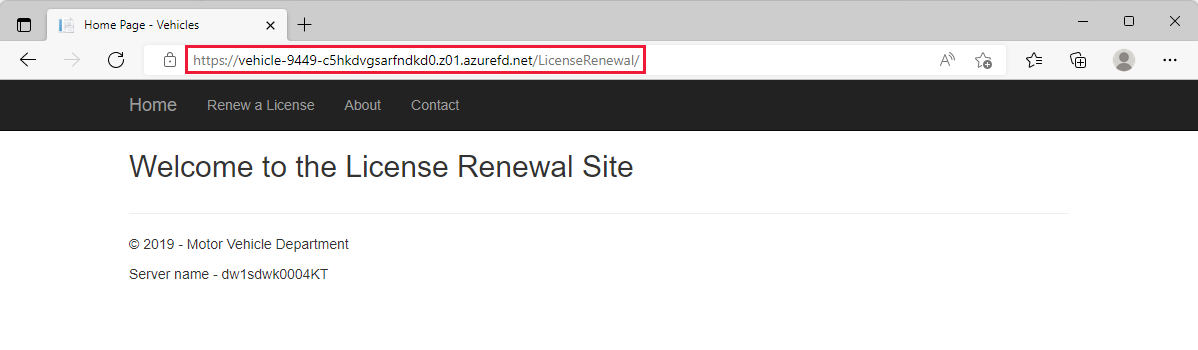 Home Page - Vehicles
https://vehicle-9449-c5hkdvgsarfndkd0.z01.azurefd.net/LicenseRenewal/
Home Renew a License About Contact
Welcome to the License Renewal Site
© 2019 - Motor Vehicle Department
Server name - dw1sdwk0004KT